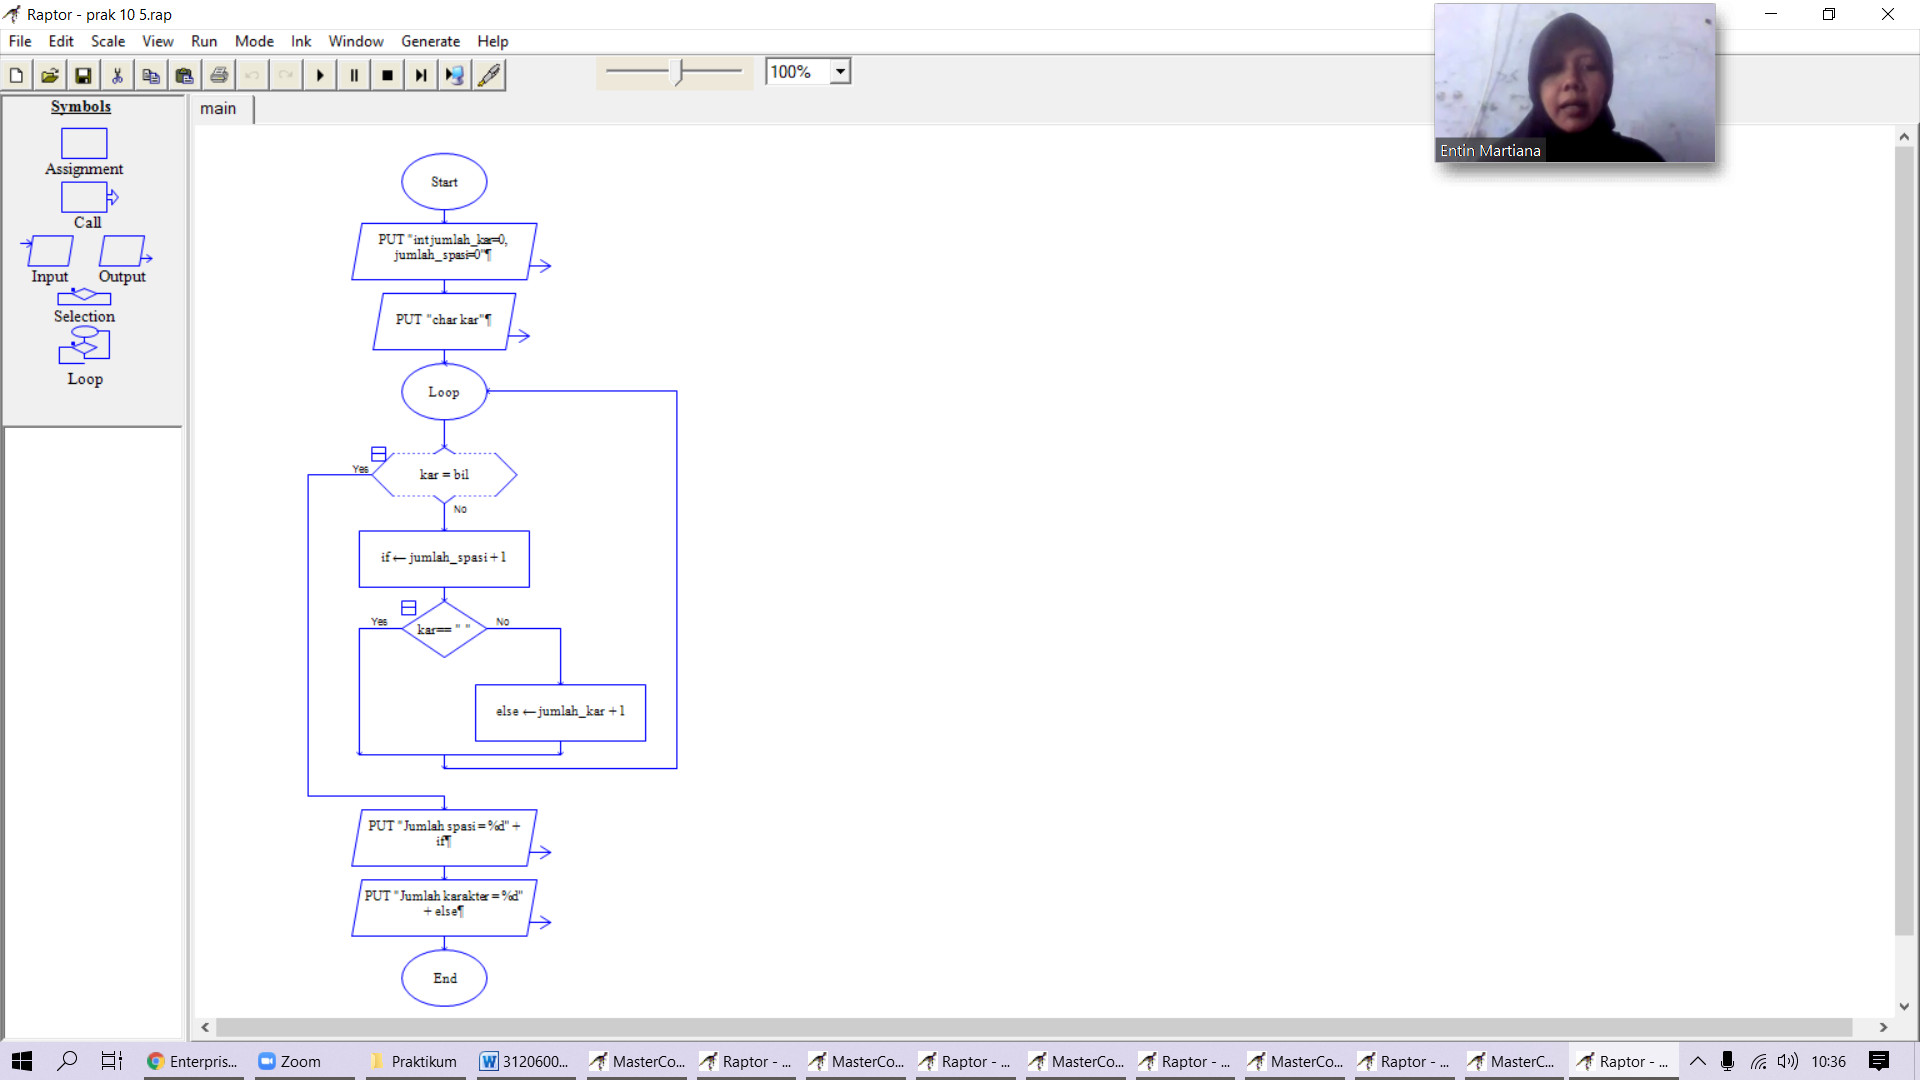 Raptor - prak 10 5.rap
File Edit Scale View Run Mode Ink Window Generate Help
100%
Symbols
Assignment
Call
Input Output
Selection
Loop
main
Start
PUT "int jumlah_kar=0,
jumlah_spasi=0"¶
PUT "char kar"¶
Loop
Yes
kar = bil
No
if ← jumlah_spasi + 1
Yes
kar== " "
No
else ← jumlah_kar + 1
PUT "Jumlah spasi = %d" +
if¶
PUT "Jumlah karakter = %d"
+ else¶
End
Entin Martiana
Enterpris... Zoom Praktikum 3120600... MasterCo... Raptor - ... MasterCo... Raptor - ... MasterCo... Raptor - ... MasterCo... Raptor - ... MasterC... Raptor - ... 10:36